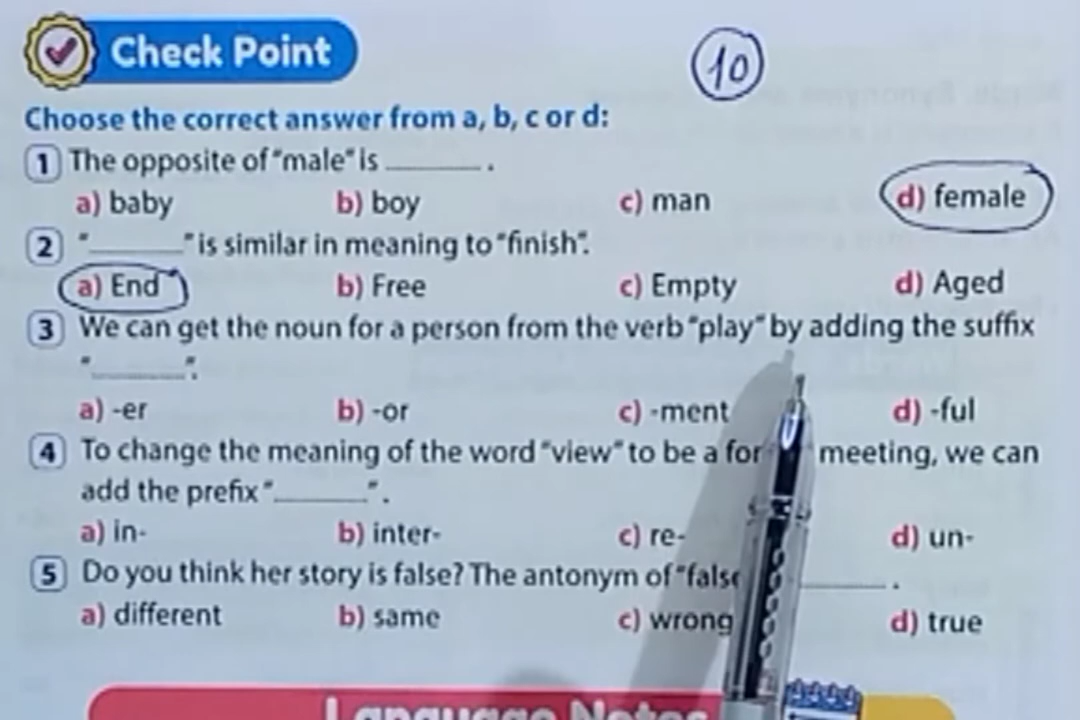 Check Point
10
Choose the correct answer from a, b, c or d:
1 The opposite of "male" is ________ .
a) baby b) boy c) man d) female
2 "________" is similar in meaning to "finish".
a) End b) Free c) Empty d) Aged
3 We can get the noun for a person from the verb "play" by adding the suffix
"________".
a) -er b) -or c) -ment d) -ful
4 To change the meaning of the word "view" to be a for meeting, we can
add the prefix "________" .
a) in- b) inter- c) re- d) un-
5 Do you think her story is false? The antonym of "false ________ .
a) different b) same c) wrong d) true
Language Notes